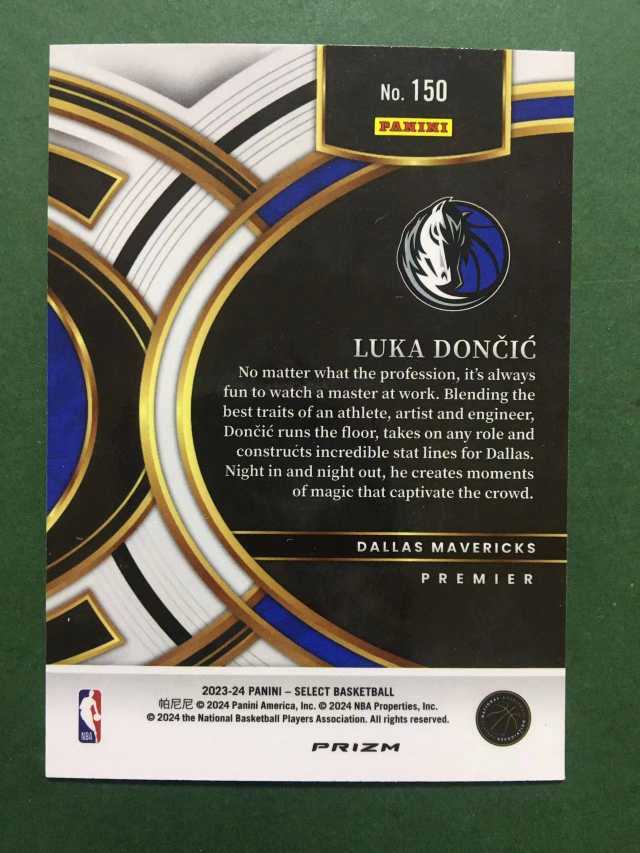 No. 150
PANINI
LUKA DONČIĆ
No matter what the profession, it's always
fun to watch a master at work. Blending the
best traits of an athlete, artist and engineer,
Dončić runs the floor, takes on any role and
constructs incredible stat lines for Dallas.
Night in and night out, he creates moments
of magic that captivate the crowd.
DALLAS MAVERICKS
PREMIER
2023-24 PANINI – SELECT BASKETBALL
帕尼尼 © 2024 Panini America, Inc. © 2024 NBA Properties, Inc.
© 2024 the National Basketball Players Association. All rights reserved.
NBA
PRIZM